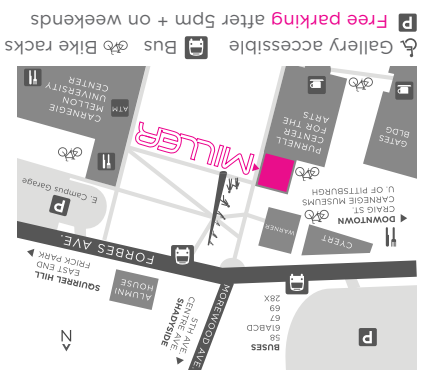 P
BUSES
58
61ABCD
67
69
28X
MOREWOOD AVE.
5TH AVE.
CENTRE AVE.
SHADYSIDE
N
ALUMNI
HOUSE
SQUIRREL HILL
EAST END
FRICK PARK
FORBES AVE.
CYERT
WARNER
DOWNTOWN
CRAIG ST.
CARNEGIE MUSEUMS
U. OF PITTSBURGH
P
E. Campus Garage
MILLER
PURNELL
CENTER
FOR THE
ARTS
GATES
BLDG
ATM
CARNEGIE
MELLON
UNIVERSITY
CENTER
Gallery accessible Bus Bike racks
P Free parking after 5pm + on weekends